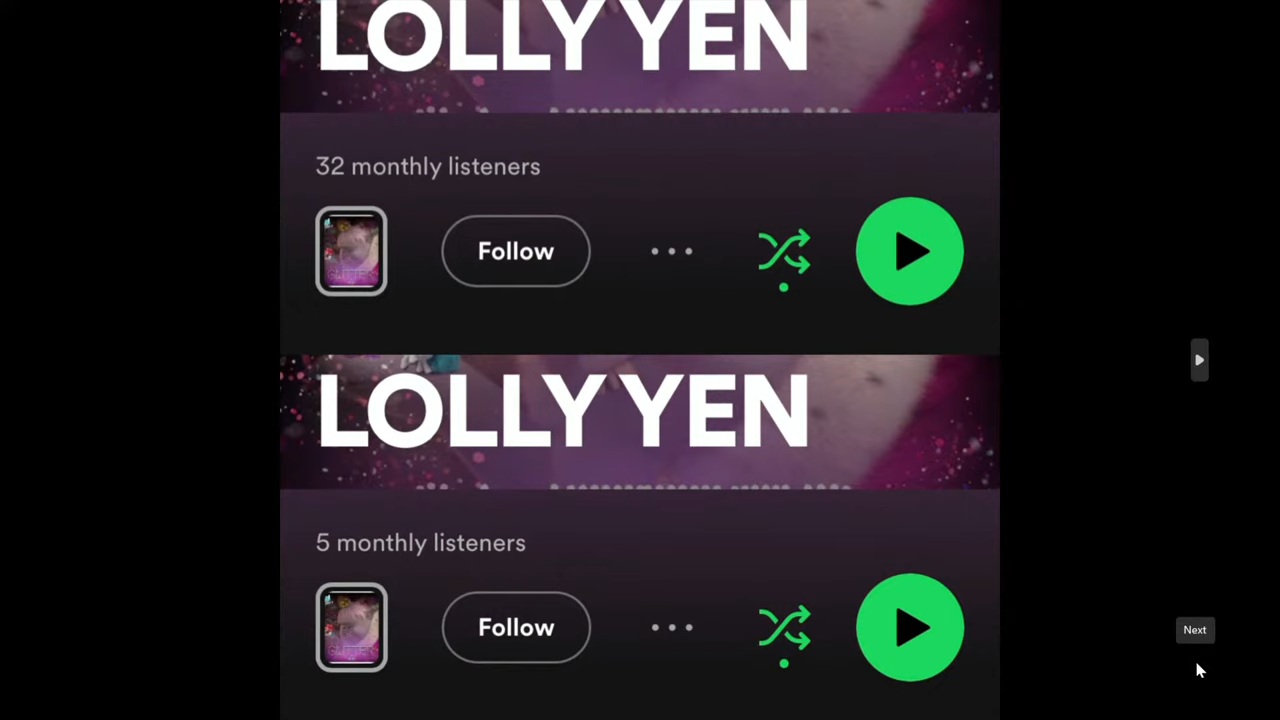 LOLLY YEN
32 monthly listeners
Follow
LOLLY YEN
5 monthly listeners
Follow
Next